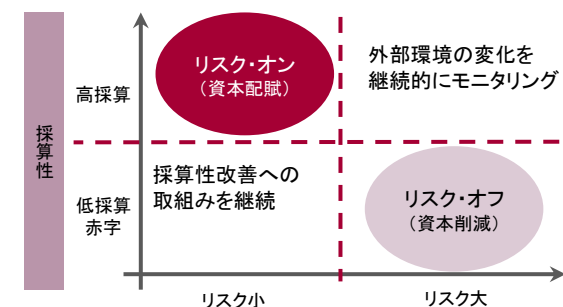 採算性
高採算
低採算
赤字
リスク・オン
（資本配賦）
外部環境の変化を
継続的にモニタリング
採算性改善への
取組みを継続
リスク・オフ
（資本削減）
リスク小
リスク大